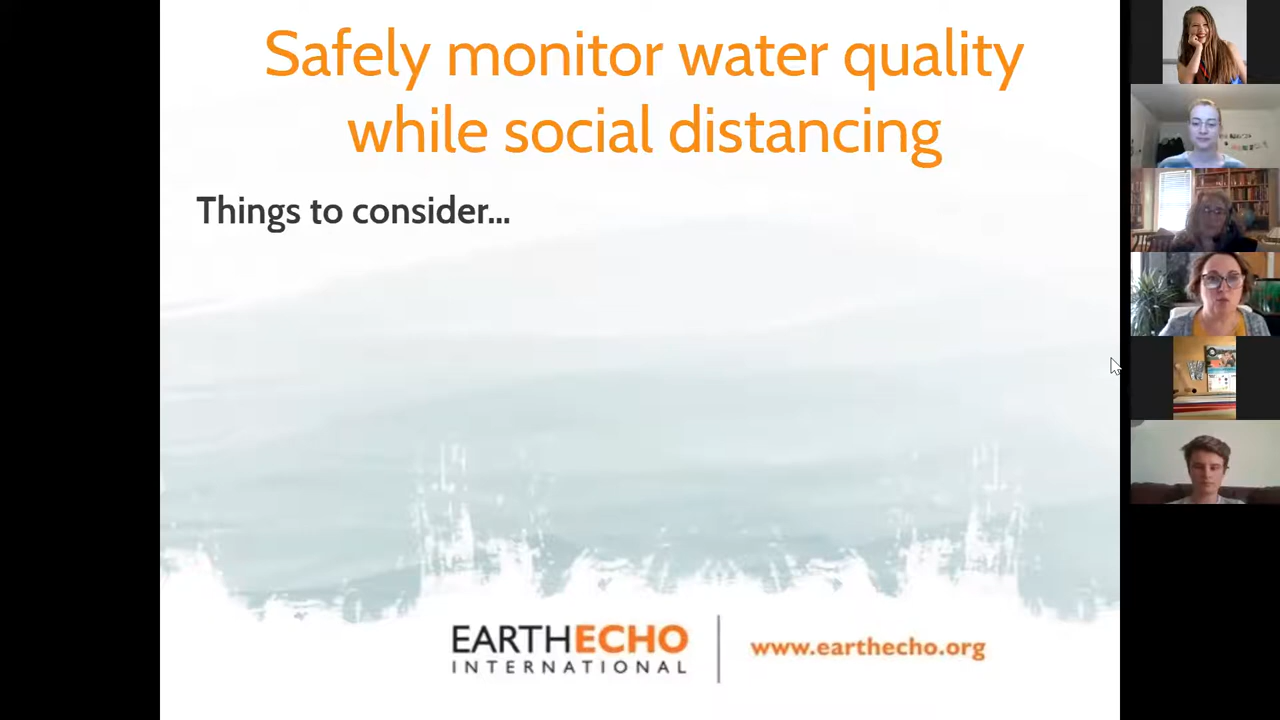 Safely monitor water quality
while social distancing
Things to consider...
EARTHECHO
INTERNATIONAL
www.earthecho.org